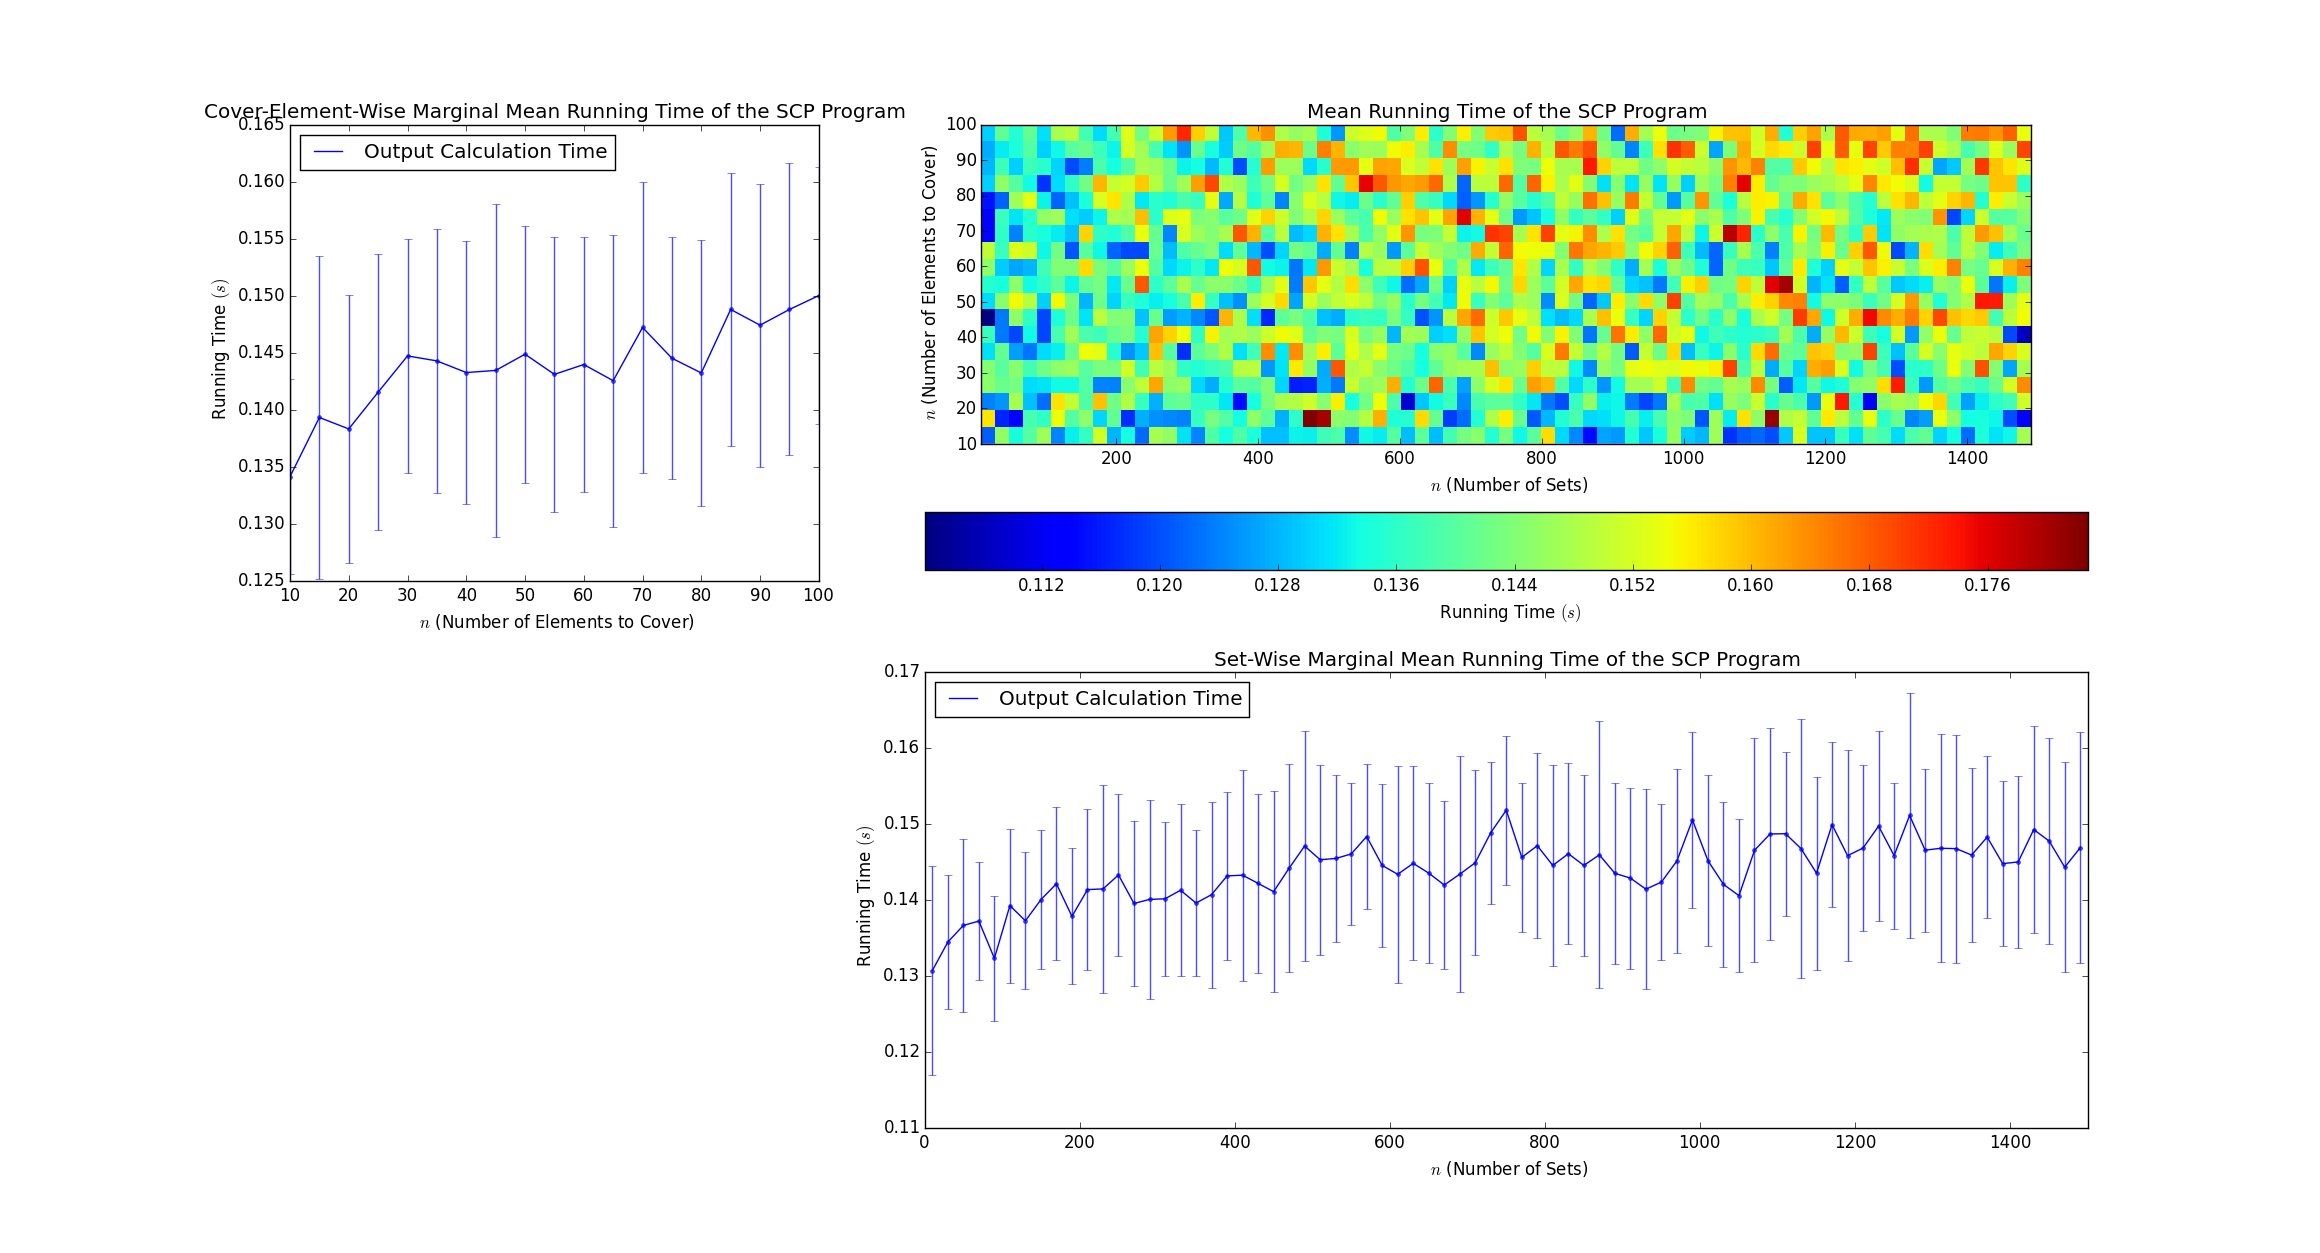 Cover-Element-Wise Marginal Mean Running Time of the SCP Program
0.165
0.160
0.155
0.150
0.145
0.140
0.135
0.130
0.125
Running Time (s)
Output Calculation Time
10 20 30 40 50 60 70 80 90 100
n (Number of Elements to Cover)
Mean Running Time of the SCP Program
100
90
80
70
60
50
40
30
20
10
n (Number of Elements to Cover)
200 400 600 800 1000 1200 1400
n (Number of Sets)
0.112 0.120 0.128 0.136 0.144 0.152 0.160 0.168 0.176
Running Time (s)
Set-Wise Marginal Mean Running Time of the SCP Program
0.17
0.16
0.15
0.14
0.13
0.12
0.11
Running Time (s)
Output Calculation Time
0 200 400 600 800 1000 1200 1400
n (Number of Sets)